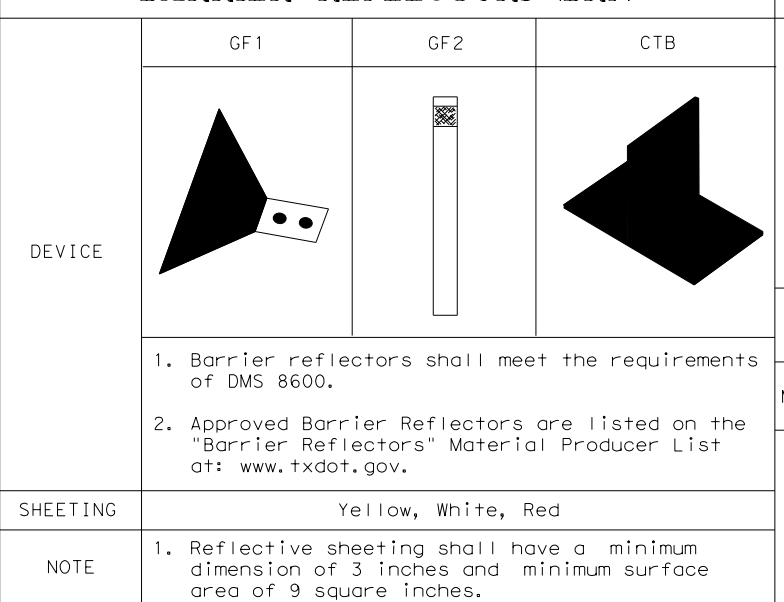 GF1 GF2 CTB
DEVICE
1. Barrier reflectors shall meet the requirements
of DMS 8600.
2. Approved Barrier Reflectors are listed on the
"Barrier Reflectors" Material Producer List
at: www.txdot.gov.
SHEETING Yellow, White, Red
NOTE
1. Reflective sheeting shall have a minimum
dimension of 3 inches and minimum surface
area of 9 square inches.